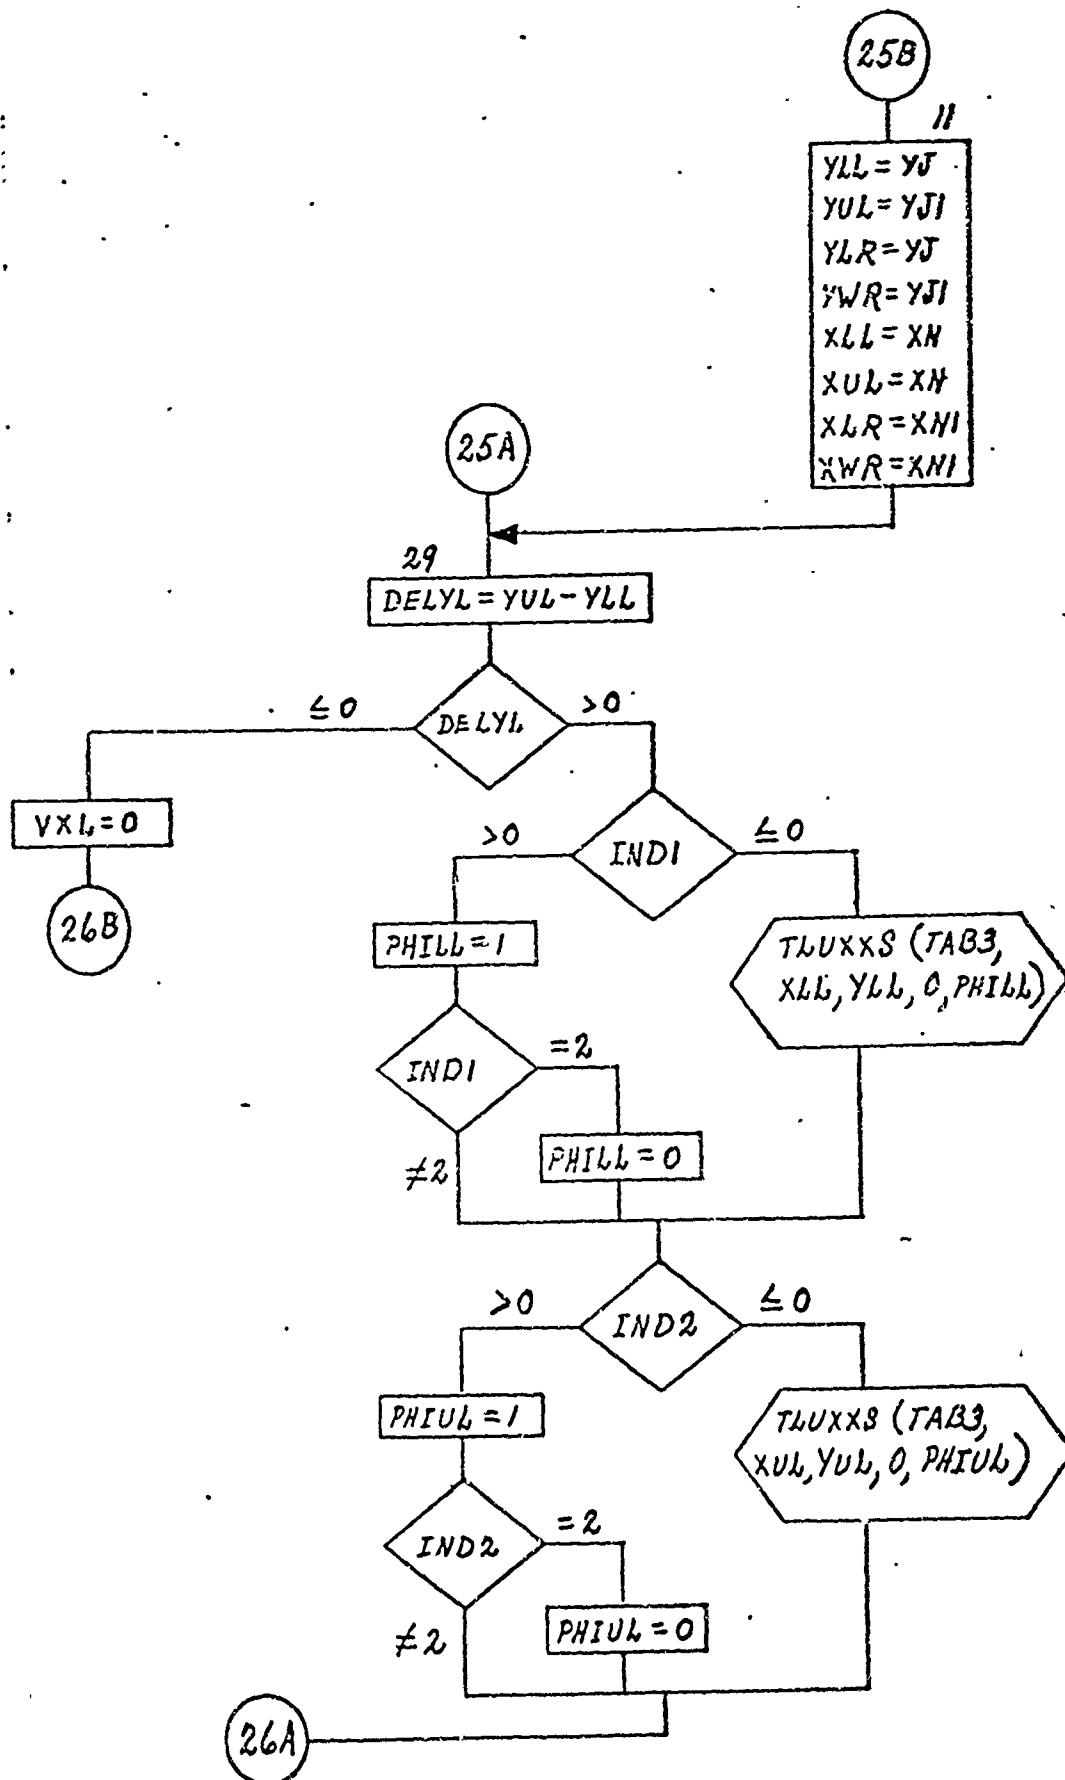 25B
11
YLL = YJ
YUL = YJ1
YLR = YJ
YWR = YJ1
XLL = XN
XUL = XN
XLR = XN1
XWR = XN1
25A
29
DELYL = YUL - YLL
DELYL
≤ 0
>0
VXL = 0
26B
IND1
>0
≤ 0
PHILL = 1
TLUXXS (TAB3,
XLL, YLL, 0, PHILL)
IND1
=2
≠2
PHILL = 0
IND2
>0
≤ 0
PHIUL = 1
TLUXXS (TAB3,
XUL, YUL, 0, PHIUL)
IND2
=2
≠2
PHIUL = 0
26A